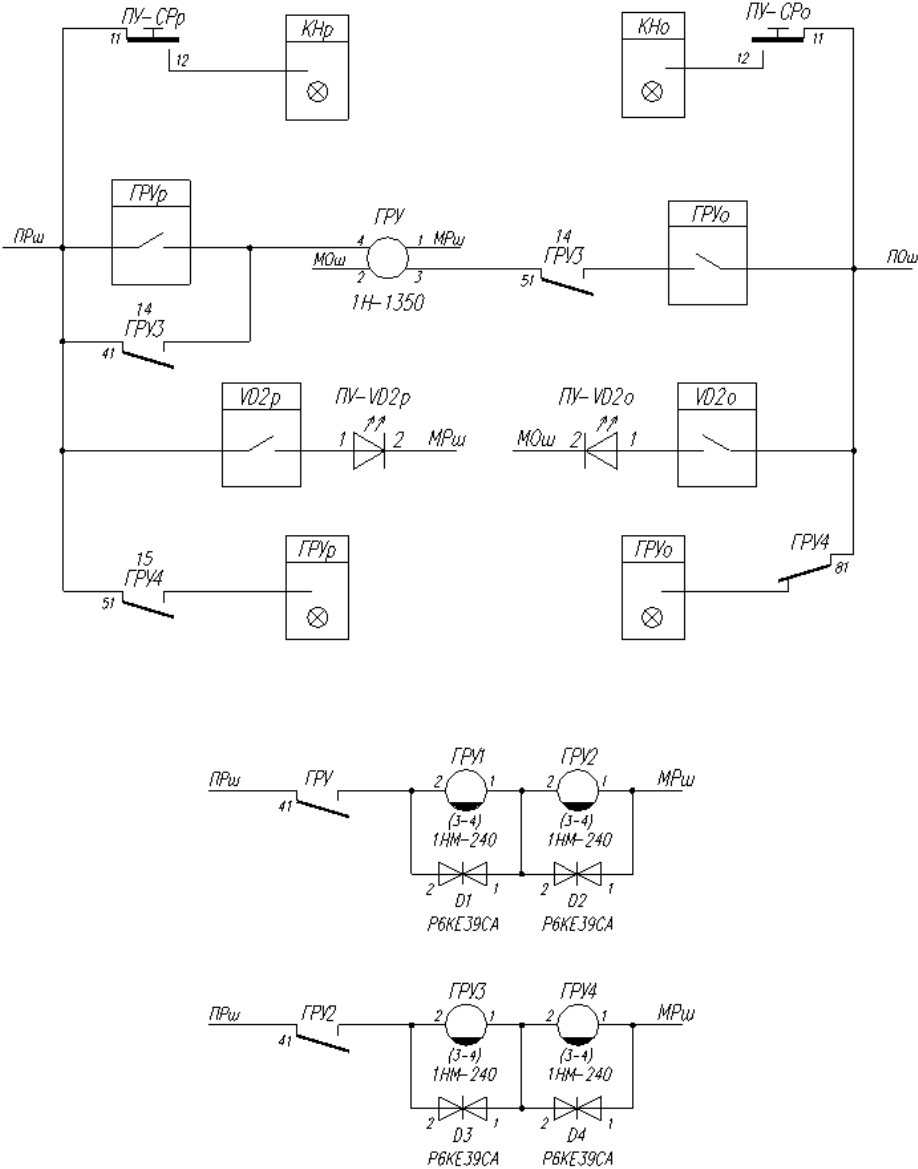 ПУ-СРр
11
12
КНр
КНо
ПУ-СРо
11
12
ГРУр
ПРш
ГРУ
4
1
МРш
МОш
2
3
1Н-1350
14
ГРУ3
51
ГРУо
ПОш
14
ГРУ3
41
VD2р
ПУ-VD2р
1
2
МРш
ПУ-VD2о
МОш
2
1
VD2о
15
ГРУ4
51
ГРУр
ГРУо
ГРУ4
81
ПРш
ГРУ
41
ГРУ1
2
1
(3-4)
1НМ-240
2
1
D1
P6KE39CA
ГРУ2
2
1
МРш
(3-4)
1НМ-240
2
1
D2
P6KE39CA
ПРш
ГРУ2
41
ГРУ3
2
1
(3-4)
1НМ-240
2
1
D3
P6KE39CA
ГРУ4
2
1
МРш
(3-4)
1НМ-240
2
1
D4
P6KE39CA